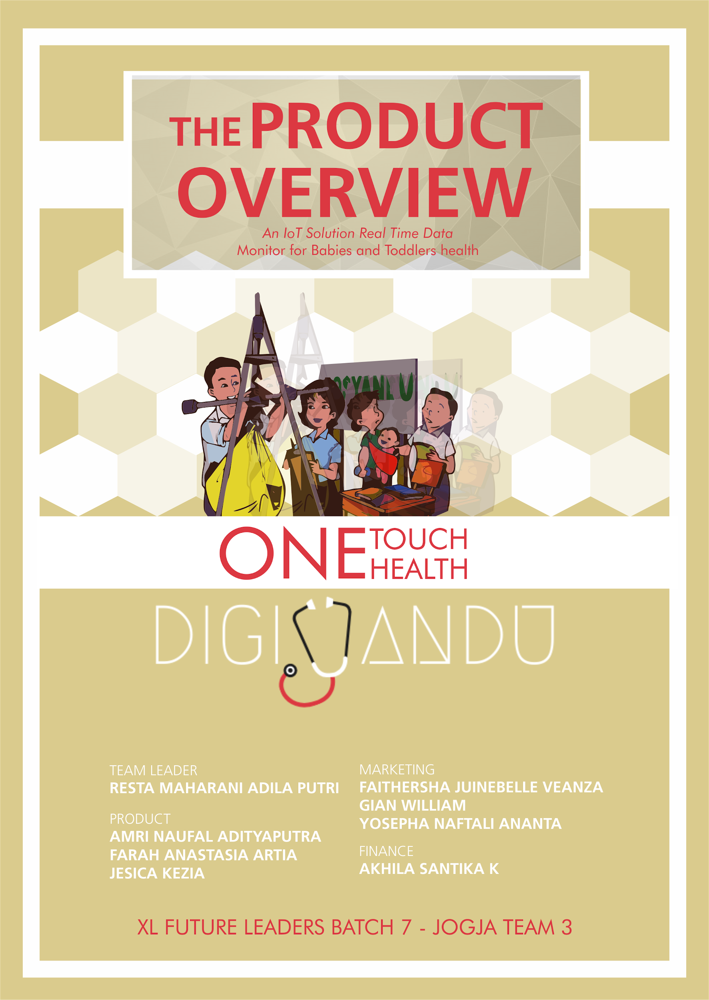 THE PRODUCT
OVERVIEW
An IoT Solution Real Time Data
Monitor for Babies and Toddlers health
ONE TOUCH
HEALTH
DIGIYANDU
TEAM LEADER
RESTA MAHARANI ADILA PUTRI
PRODUCT
AMRI NAUFAL ADITYAPUTRA
FARAH ANASTASIA ARTIA
JESICA KEZIA
MARKETING
FAITHERSHA JUINEBELLE VEANZA
GIAN WILLIAM
YOSEPHA NAFTALI ANANTA
FINANCE
AKHILA SANTIKA K
XL FUTURE LEADERS BATCH 7 - JOGJA TEAM 3